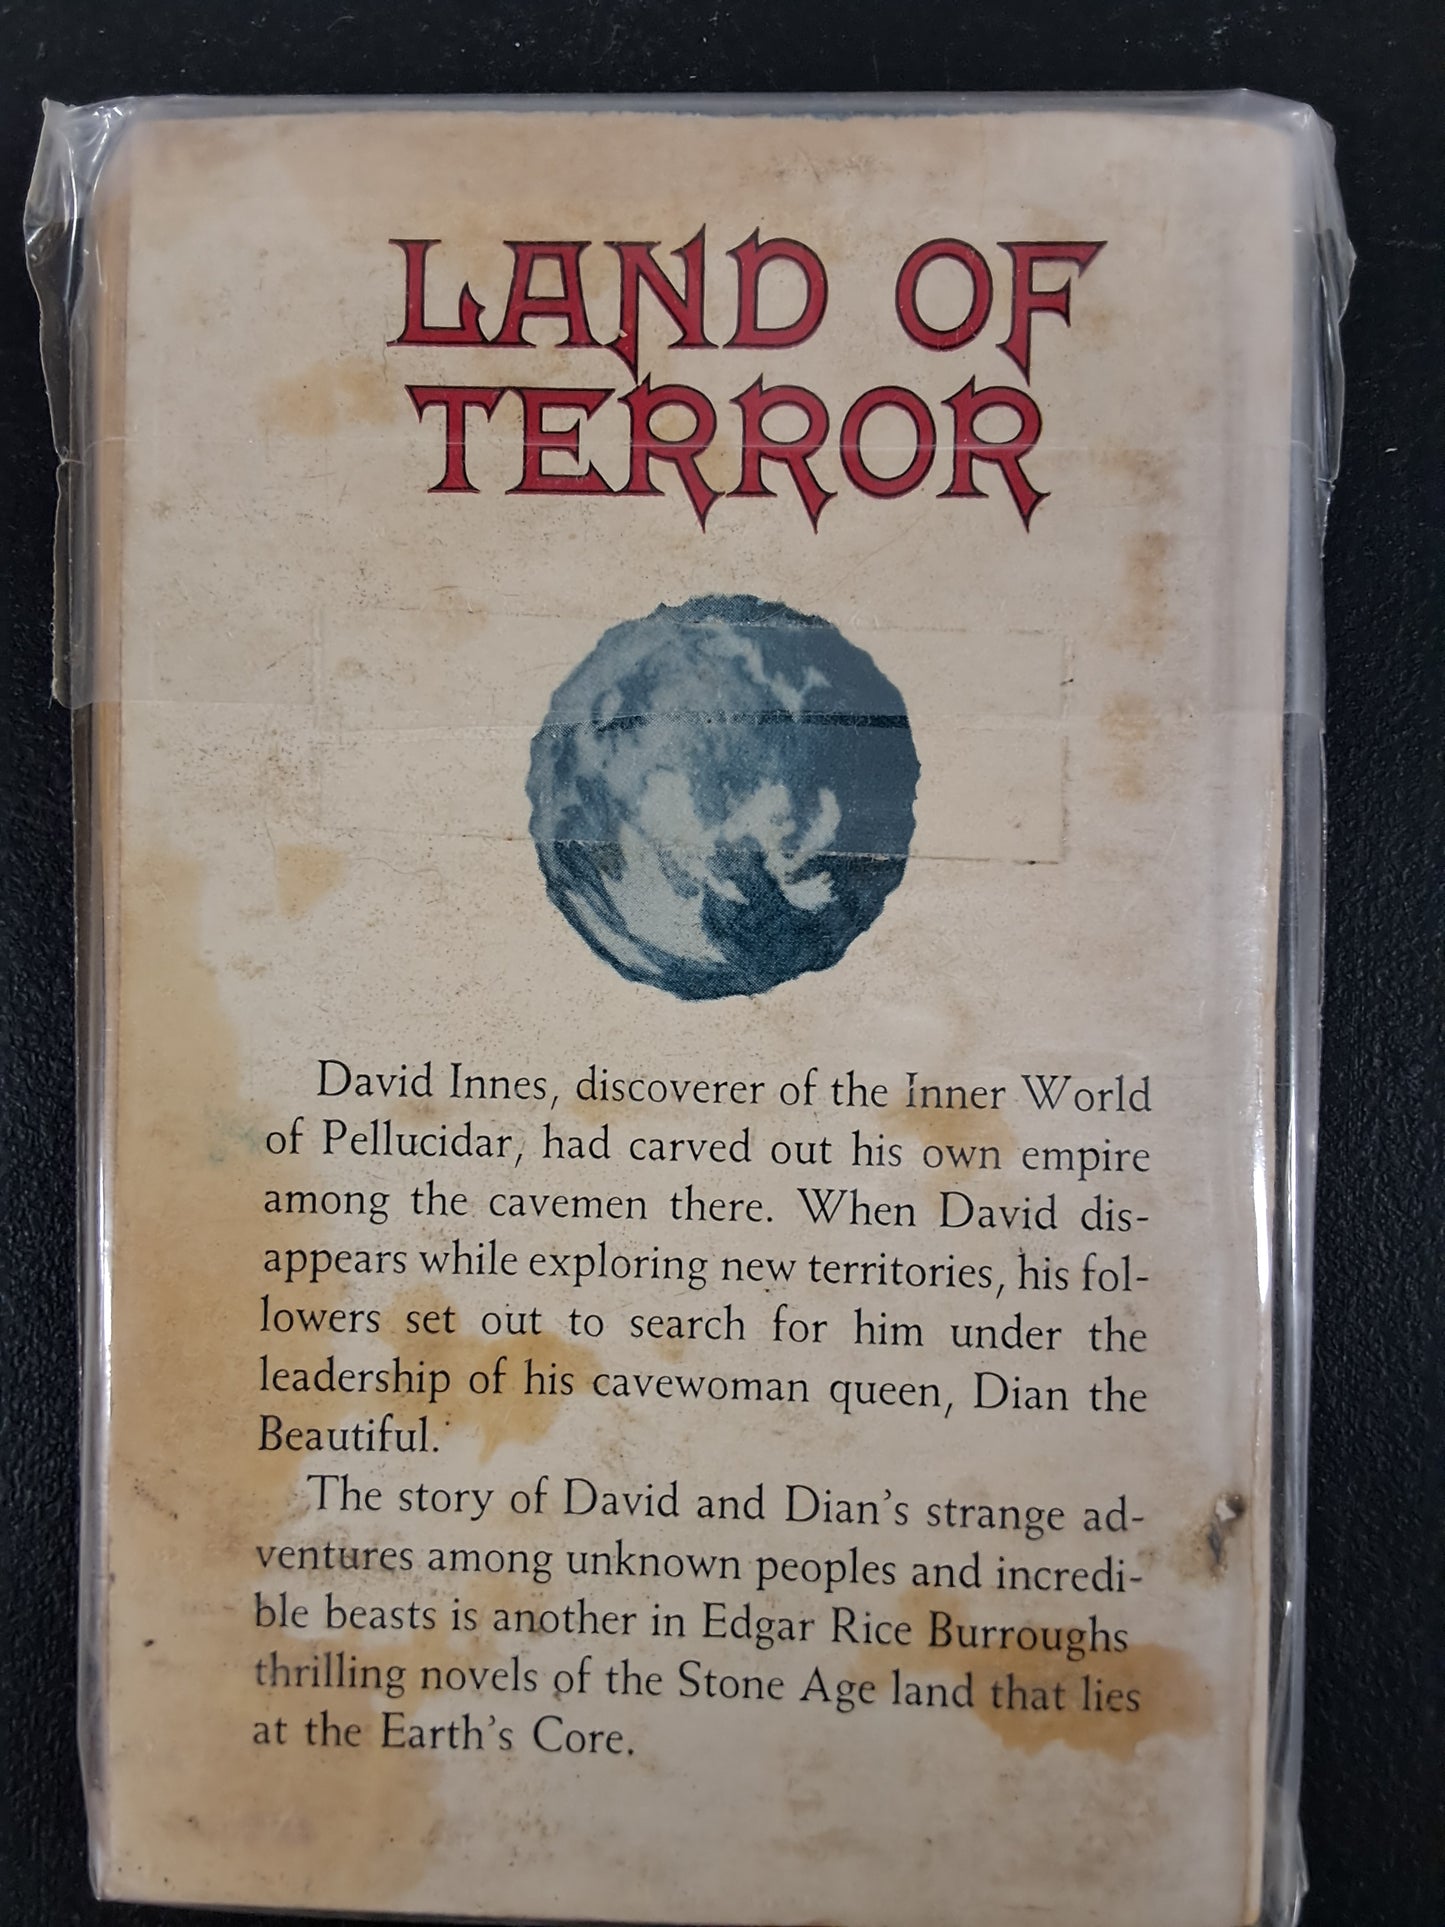 LAND OF
TERROR
David Innes, discoverer of the Inner World
of Pellucidar, had carved out his own empire
among the cavemen there. When David dis-
appears while exploring new territories, his fol-
lowers set out to search for him under the
leadership of his cavewoman queen, Dian the
Beautiful.
The story of David and Dian's strange ad-
ventures among unknown peoples and incredi-
ble beasts is another in Edgar Rice Burroughs
thrilling novels of the Stone Age land that lies
at the Earth's Core.